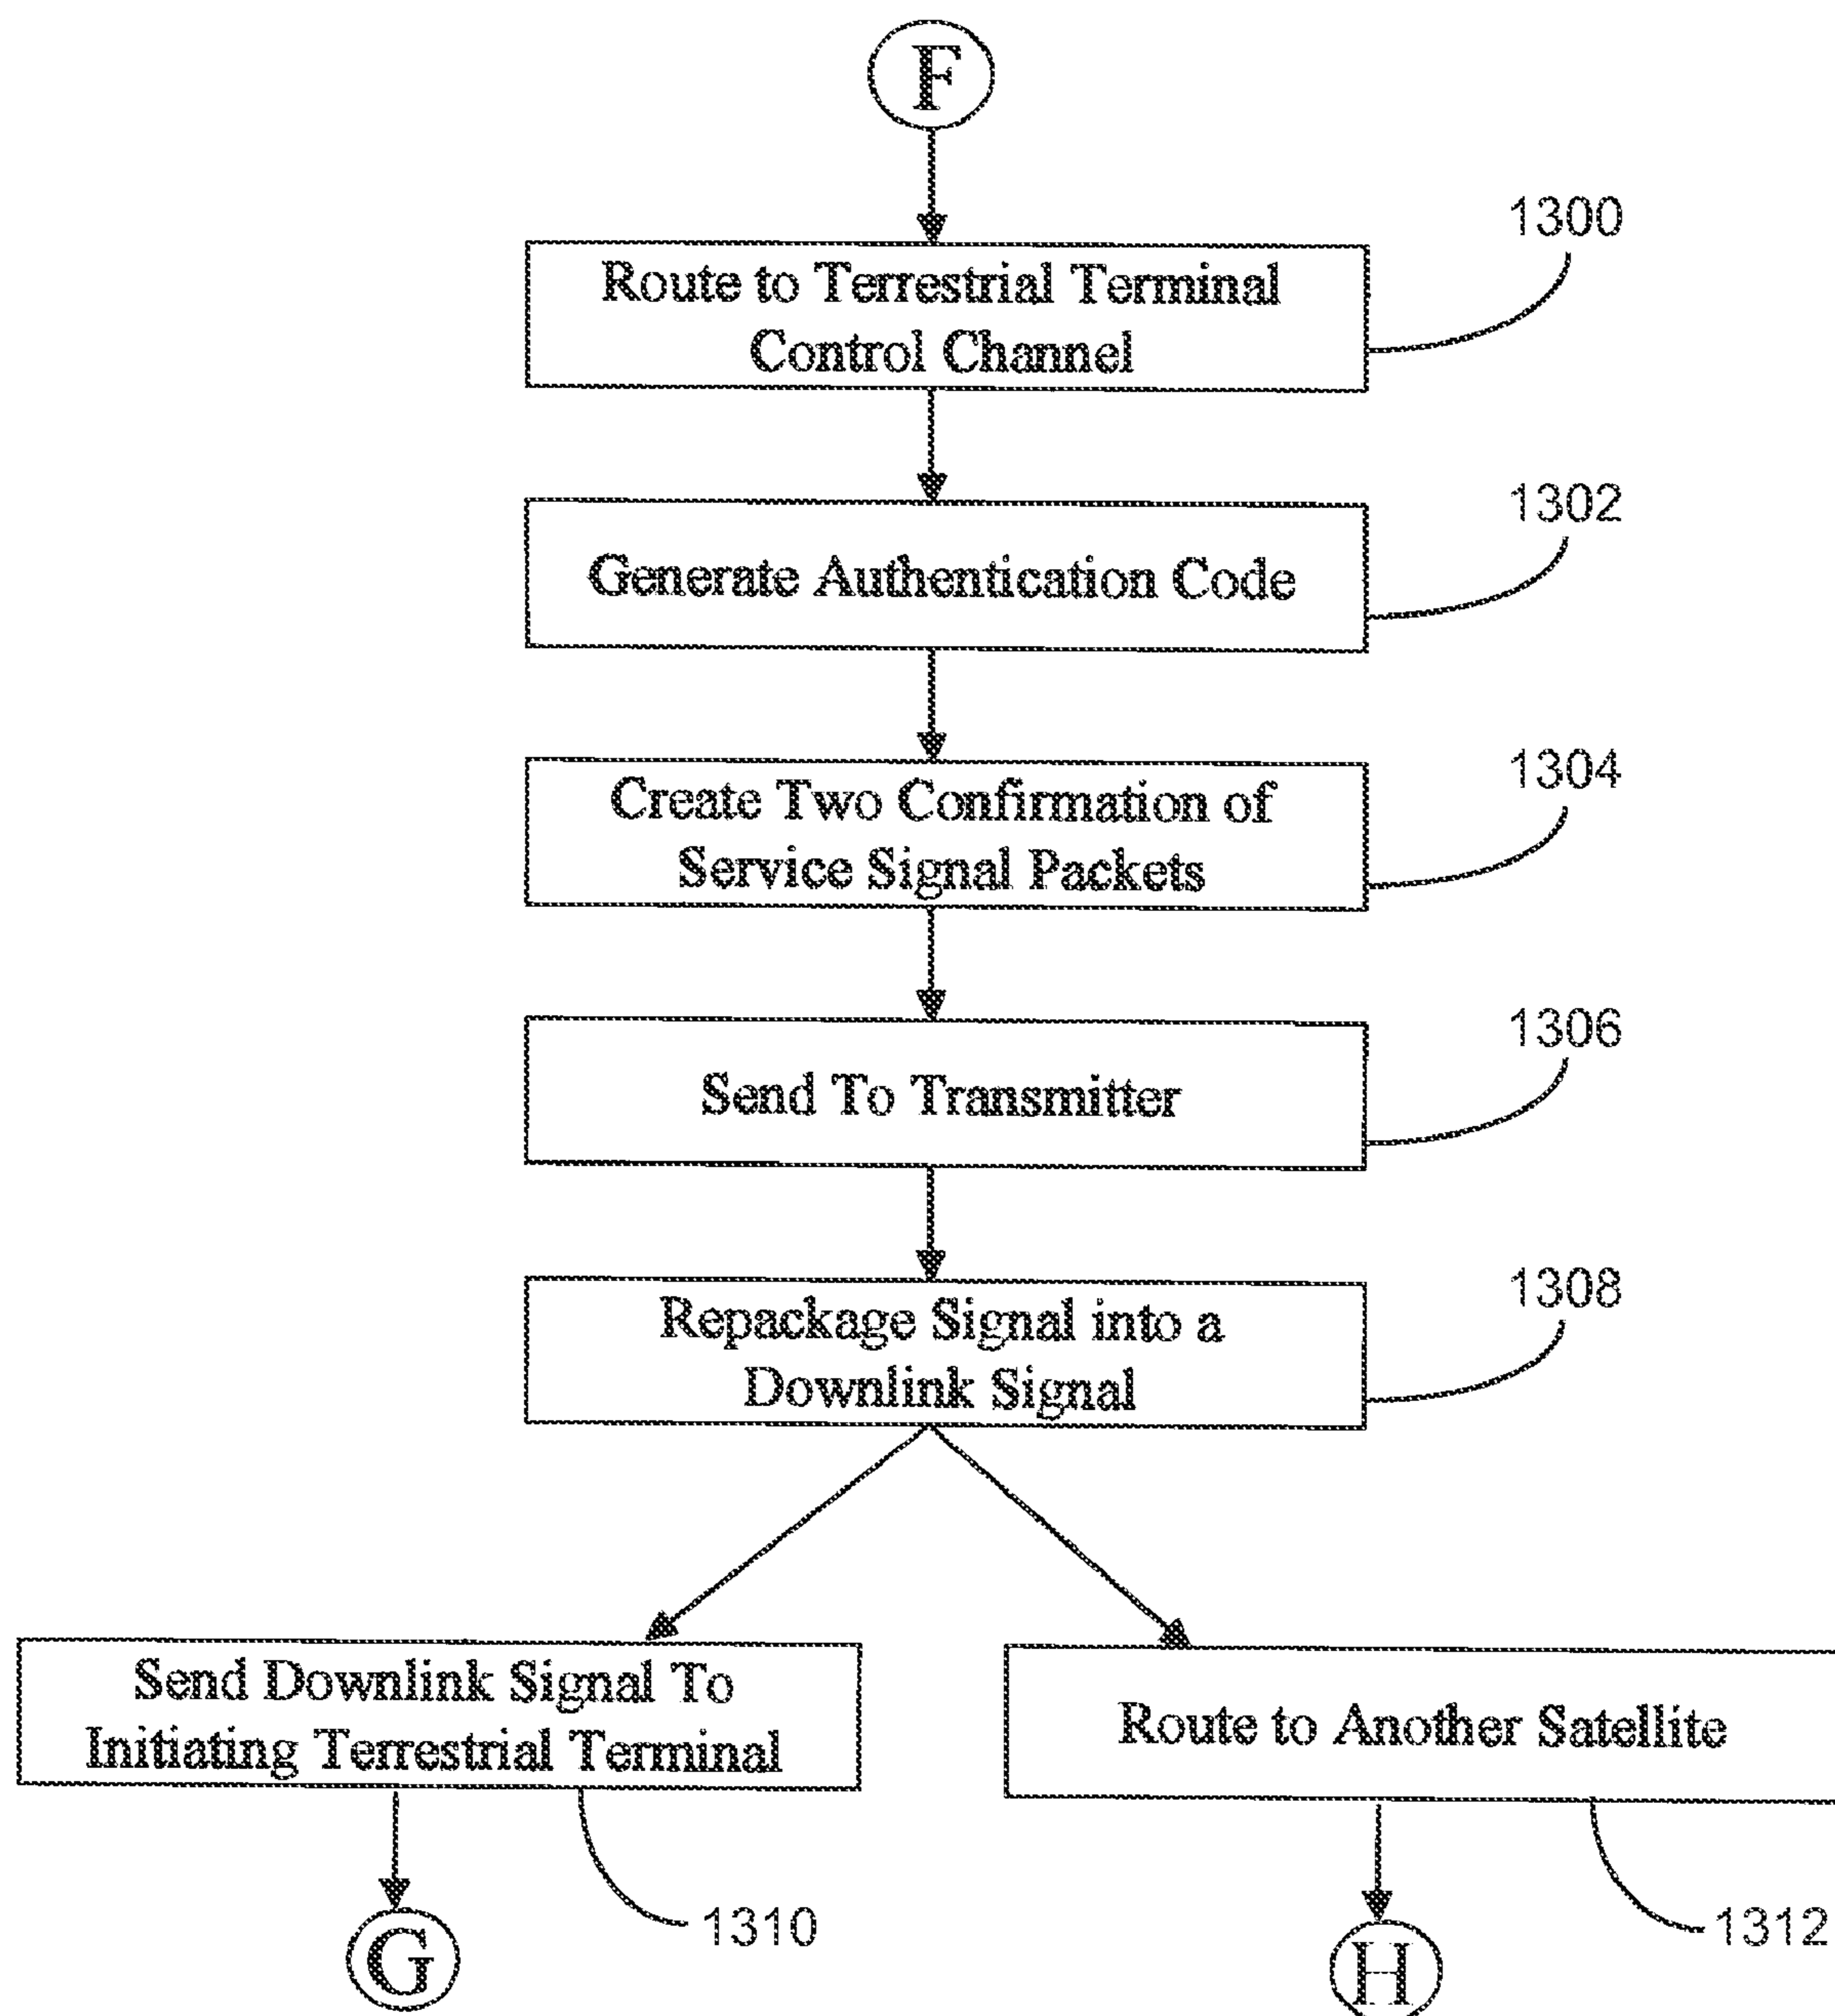 F
1300
Route to Terrestrial Terminal
Control Channel
1302
Generate Authentication Code
1304
Create Two Confirmation of
Service Signal Packets
1306
Send To Transmitter
1308
Repackage Signal into a
Downlink Signal
Send Downlink Signal To
Initiating Terrestrial Terminal
Route to Another Satellite
1310
1312
G
H